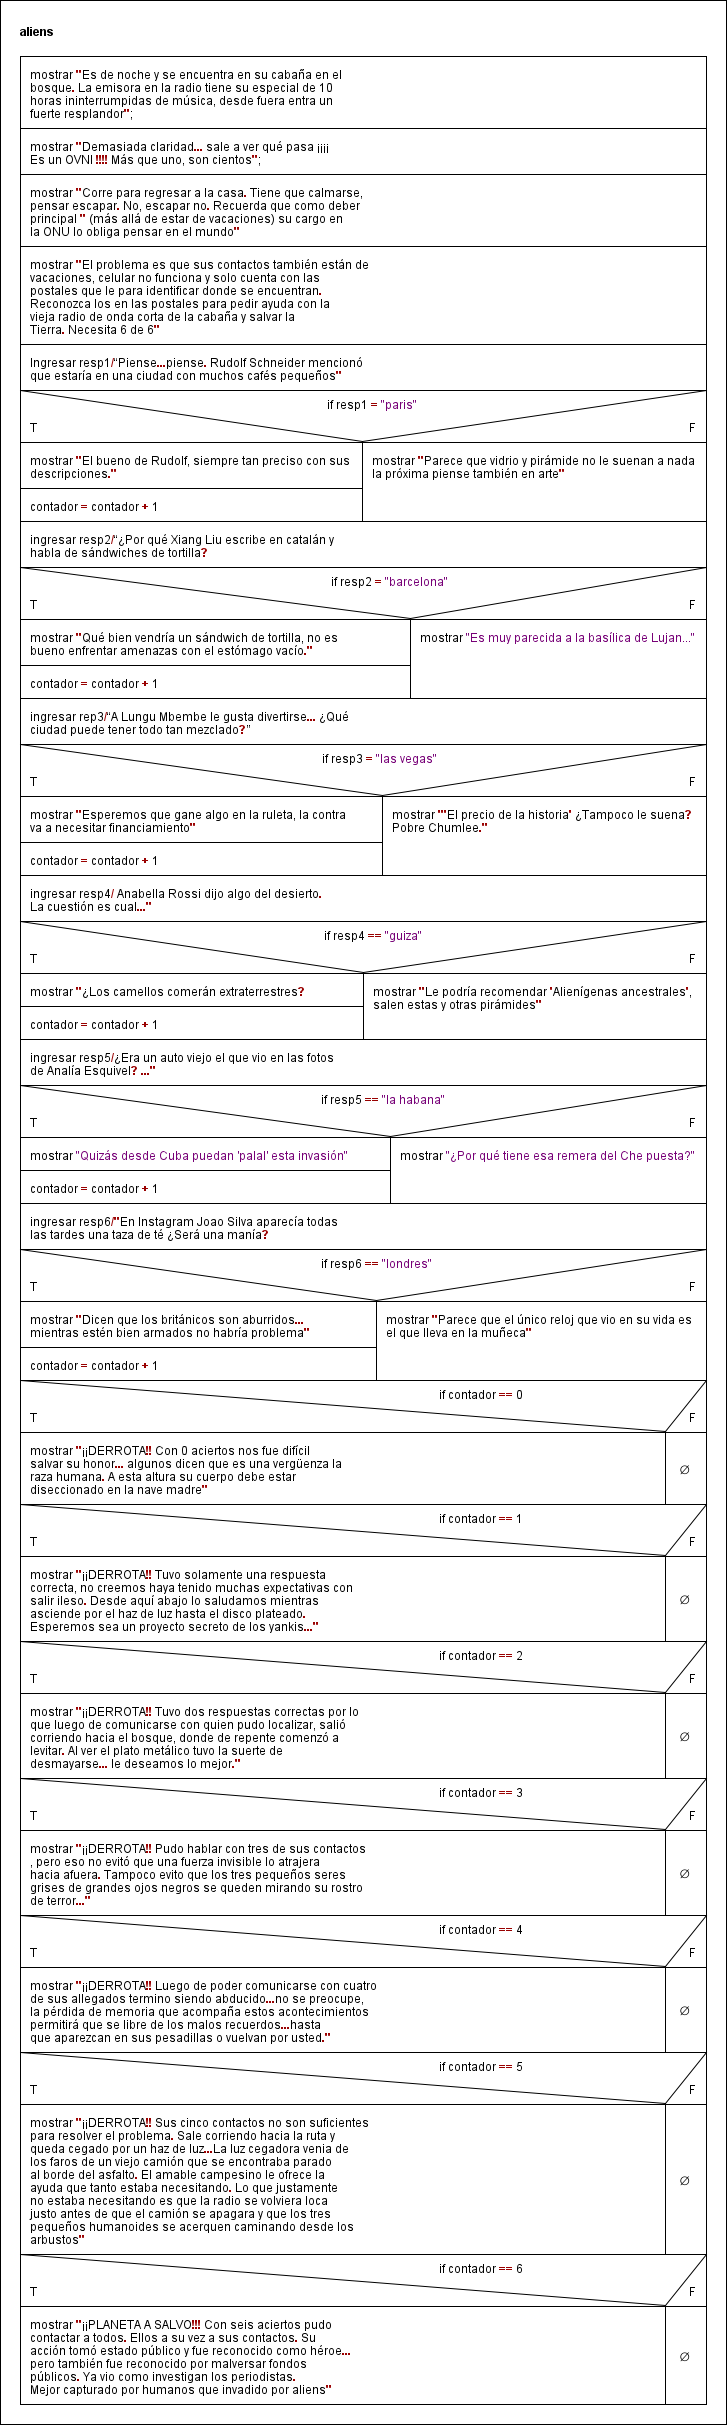 aliens
mostrar "Es de noche y se encuentra en su cabaña en el
bosque. La emisora en la radio tiene su especial de 10
horas ininterrumpidas de música, desde fuera entra un
fuerte resplandor";
mostrar "Demasiada claridad... sale a ver qué pasa ¡¡¡¡
Es un OVNI !!!! Más que uno, son cientos";
mostrar "Corre para regresar a la casa. Tiene que calmarse,
pensar escapar. No, escapar no. Recuerda que como deber
principal " (más allá de estar de vacaciones) su cargo en
la ONU lo obliga pensar en el mundo"
mostrar "El problema es que sus contactos también están de
vacaciones, celular no funciona y solo cuenta con las
postales que le para identificar donde se encuentran.
Reconozca los en las postales para pedir ayuda con la
vieja radio de onda corta de la cabaña y salvar la
Tierra. Necesita 6 de 6"
Ingresar resp1/“Piense...piense. Rudolf Schneider mencionó
que estaría en una ciudad con muchos cafés pequeños"
if resp1 = "paris"
T F
mostrar "El bueno de Rudolf, siempre tan preciso con sus
descripciones."
contador = contador + 1
mostrar "Parece que vidrio y pirámide no le suenan a nada
la próxima piense también en arte"
ingresar resp2/“¿Por qué Xiang Liu escribe en catalán y
habla de sándwiches de tortilla?
if resp2 = "barcelona"
T F
mostrar "Qué bien vendría un sándwich de tortilla, no es
bueno enfrentar amenazas con el estómago vacío."
contador = contador + 1
mostrar "Es muy parecida a la basílica de Lujan..."
ingresar rep3/“A Lungu Mbembe le gusta divertirse... ¿Qué
ciudad puede tener todo tan mezclado?”
if resp3 = "las vegas"
T F
mostrar "Esperemos que gane algo en la ruleta, la contra
va a necesitar financiamiento"
contador = contador + 1
mostrar "'El precio de la historia' ¿Tampoco le suena?
Pobre Chumlee."
ingresar resp4/ Anabella Rossi dijo algo del desierto.
La cuestión es cual..."
if resp4 == "guiza"
T F
mostrar "¿Los camellos comerán extraterrestres?
contador = contador + 1
mostrar "Le podría recomendar 'Alienígenas ancestrales',
salen estas y otras pirámides"
ingresar resp5/¿Era un auto viejo el que vio en las fotos
de Analía Esquivel? ..."
if resp5 == "la habana"
T F
mostrar "Quizás desde Cuba puedan 'palal' esta invasión"
contador = contador + 1
mostrar "¿Por qué tiene esa remera del Che puesta?"
ingresar resp6/"En Instagram Joao Silva aparecía todas
las tardes una taza de té ¿Será una manía?
if resp6 == "londres"
T F
mostrar "Dicen que los británicos son aburridos...
mientras estén bien armados no habría problema"
contador = contador + 1
mostrar "Parece que el único reloj que vio en su vida es
el que lleva en la muñeca"
if contador == 0
T F
mostrar "¡¡DERROTA!! Con 0 aciertos nos fue difícil
salvar su honor... algunos dicen que es una vergüenza la
raza humana. A esta altura su cuerpo debe estar
diseccionado en la nave madre"
∅
if contador == 1
T F
mostrar "¡¡DERROTA!! Tuvo solamente una respuesta
correcta, no creemos haya tenido muchas expectativas con
salir ileso. Desde aquí abajo lo saludamos mientras
asciende por el haz de luz hasta el disco plateado.
Esperemos sea un proyecto secreto de los yankis..."
∅
if contador == 2
T F
mostrar "¡¡DERROTA!! Tuvo dos respuestas correctas por lo
que luego de comunicarse con quien pudo localizar, salió
corriendo hacia el bosque, donde de repente comenzó a
levitar. Al ver el plato metálico tuvo la suerte de
desmayarse... le deseamos lo mejor."
∅
if contador == 3
T F
mostrar "¡¡DERROTA!! Pudo hablar con tres de sus contactos
, pero eso no evitó que una fuerza invisible lo atrajera
hacia afuera. Tampoco evito que los tres pequeños seres
grises de grandes ojos negros se queden mirando su rostro
de terror..."
∅
if contador == 4
T F
mostrar "¡¡DERROTA!! Luego de poder comunicarse con cuatro
de sus allegados termino siendo abducido...no se preocupe,
la pérdida de memoria que acompaña estos acontecimientos
permitirá que se libre de los malos recuerdos...hasta
que aparezcan en sus pesadillas o vuelvan por usted."
∅
if contador == 5
T F
mostrar "¡¡DERROTA!! Sus cinco contactos no son suficientes
para resolver el problema. Sale corriendo hacia la ruta y
queda cegado por un haz de luz...La luz cegadora venia de
los faros de un viejo camión que se encontraba parado
al borde del asfalto. El amable campesino le ofrece la
ayuda que tanto estaba necesitando. Lo que justamente
no estaba necesitando es que la radio se volviera loca
justo antes de que el camión se apagara y que los tres
pequeños humanoides se acerquen caminando desde los
arbustos"
∅
if contador == 6
T F
mostrar "¡¡PLANETA A SALVO!!! Con seis aciertos pudo
contactar a todos. Ellos a su vez a sus contactos. Su
acción tomó estado público y fue reconocido como héroe...
pero también fue reconocido por malversar fondos
públicos. Ya vio como investigan los periodistas.
Mejor capturado por humanos que invadido por aliens"
∅